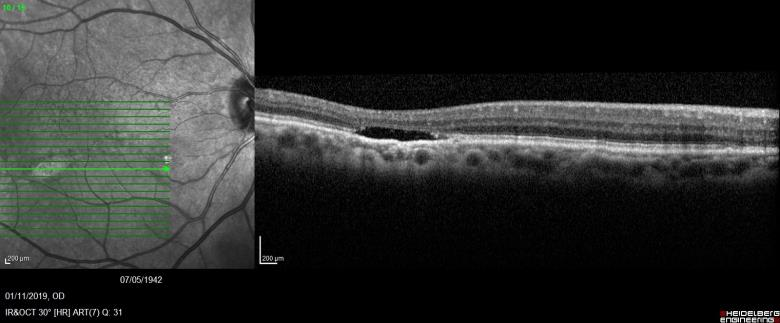 10 / 19
200 µm
200 µm
07/05/1942
01/11/2019, OD
IR&OCT 30° [HR] ART(7) Q: 31
HEIDELBERG
ENGINEERING